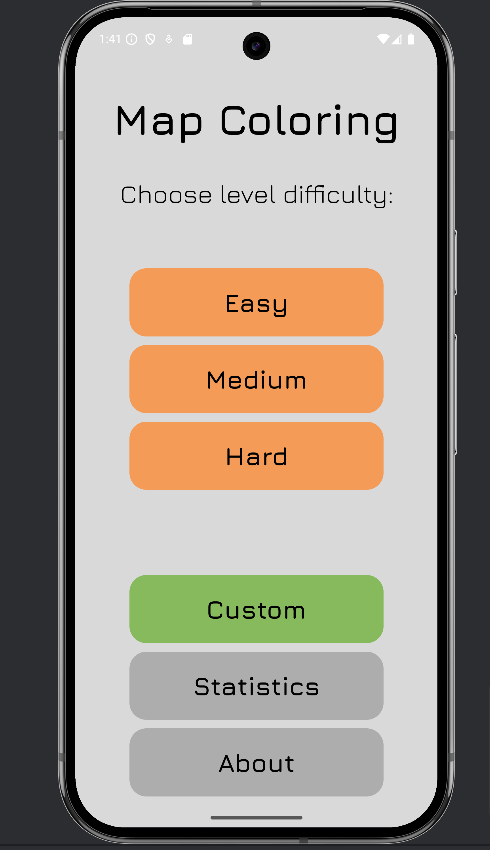 1:41
Map Coloring
Choose level difficulty:
Easy
Medium
Hard
Custom
Statistics
About